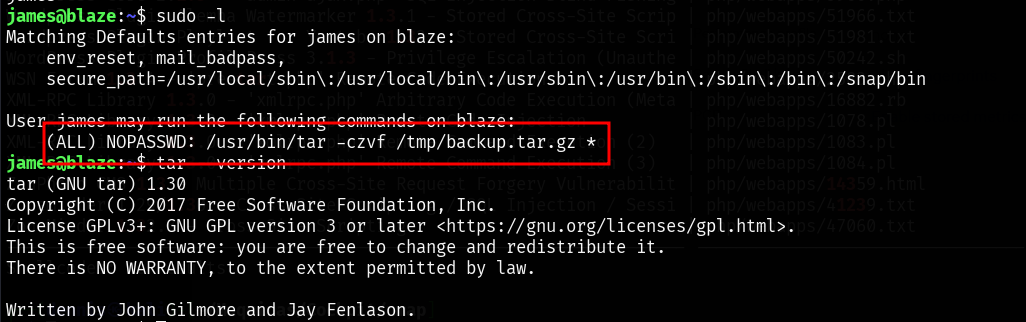 james@blaze:~$ sudo -l
Matching Defaults entries for james on blaze:
    env_reset, mail_badpass,
    secure_path=/usr/local/sbin\:/usr/local/bin\:/usr/sbin\:/usr/bin\:/sbin\:/bin\:/snap/bin

User james may run the following commands on blaze:
    (ALL) NOPASSWD: /usr/bin/tar -czvf /tmp/backup.tar.gz *
james@blaze:~$ tar --version
tar (GNU tar) 1.30
Copyright (C) 2017 Free Software Foundation, Inc.
License GPLv3+: GNU GPL version 3 or later <https://gnu.org/licenses/gpl.html>.
This is free software: you are free to change and redistribute it.
There is NO WARRANTY, to the extent permitted by law.

Written by John Gilmore and Jay Fenlason.